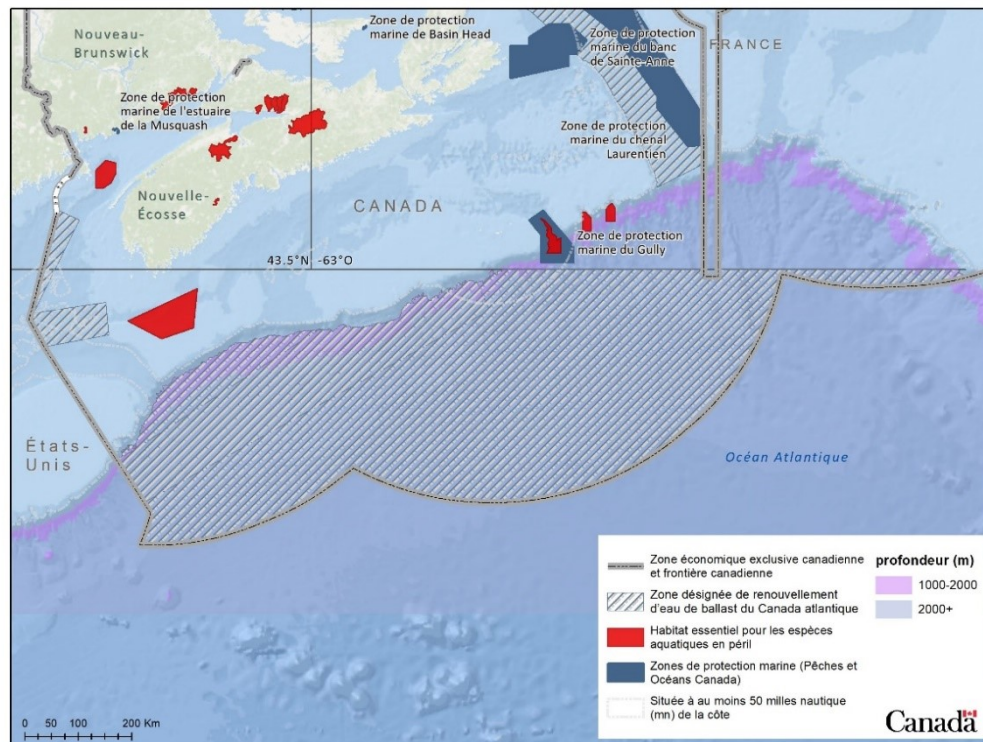 Nouveau-
Brunswick
Zone de protection
marine de Basin Head
Zone de protection
marine du banc
de Sainte-Anne
FRANCE
Zone de protection
marine de l'estuaire
de la Musquash
Zone de protection
marine du chenal
Laurentien
Nouvelle-
Écosse
CANADA
Zone de protection
marine du Gully
43.5°N -63°O
États-
Unis
Océan Atlantique
Zone économique exclusive canadienne
et frontière canadienne
Zone désignée de renouvellement
d'eau de ballast du Canada atlantique
Habitat essentiel pour les espèces
aquatiques en péril
Zones de protection marine (Pêches et
Océans Canada)
Située à au moins 50 milles nautique
(mn) de la côte
profondeur (m)
1000-2000
2000+
0 50 100 200 Km
Canada